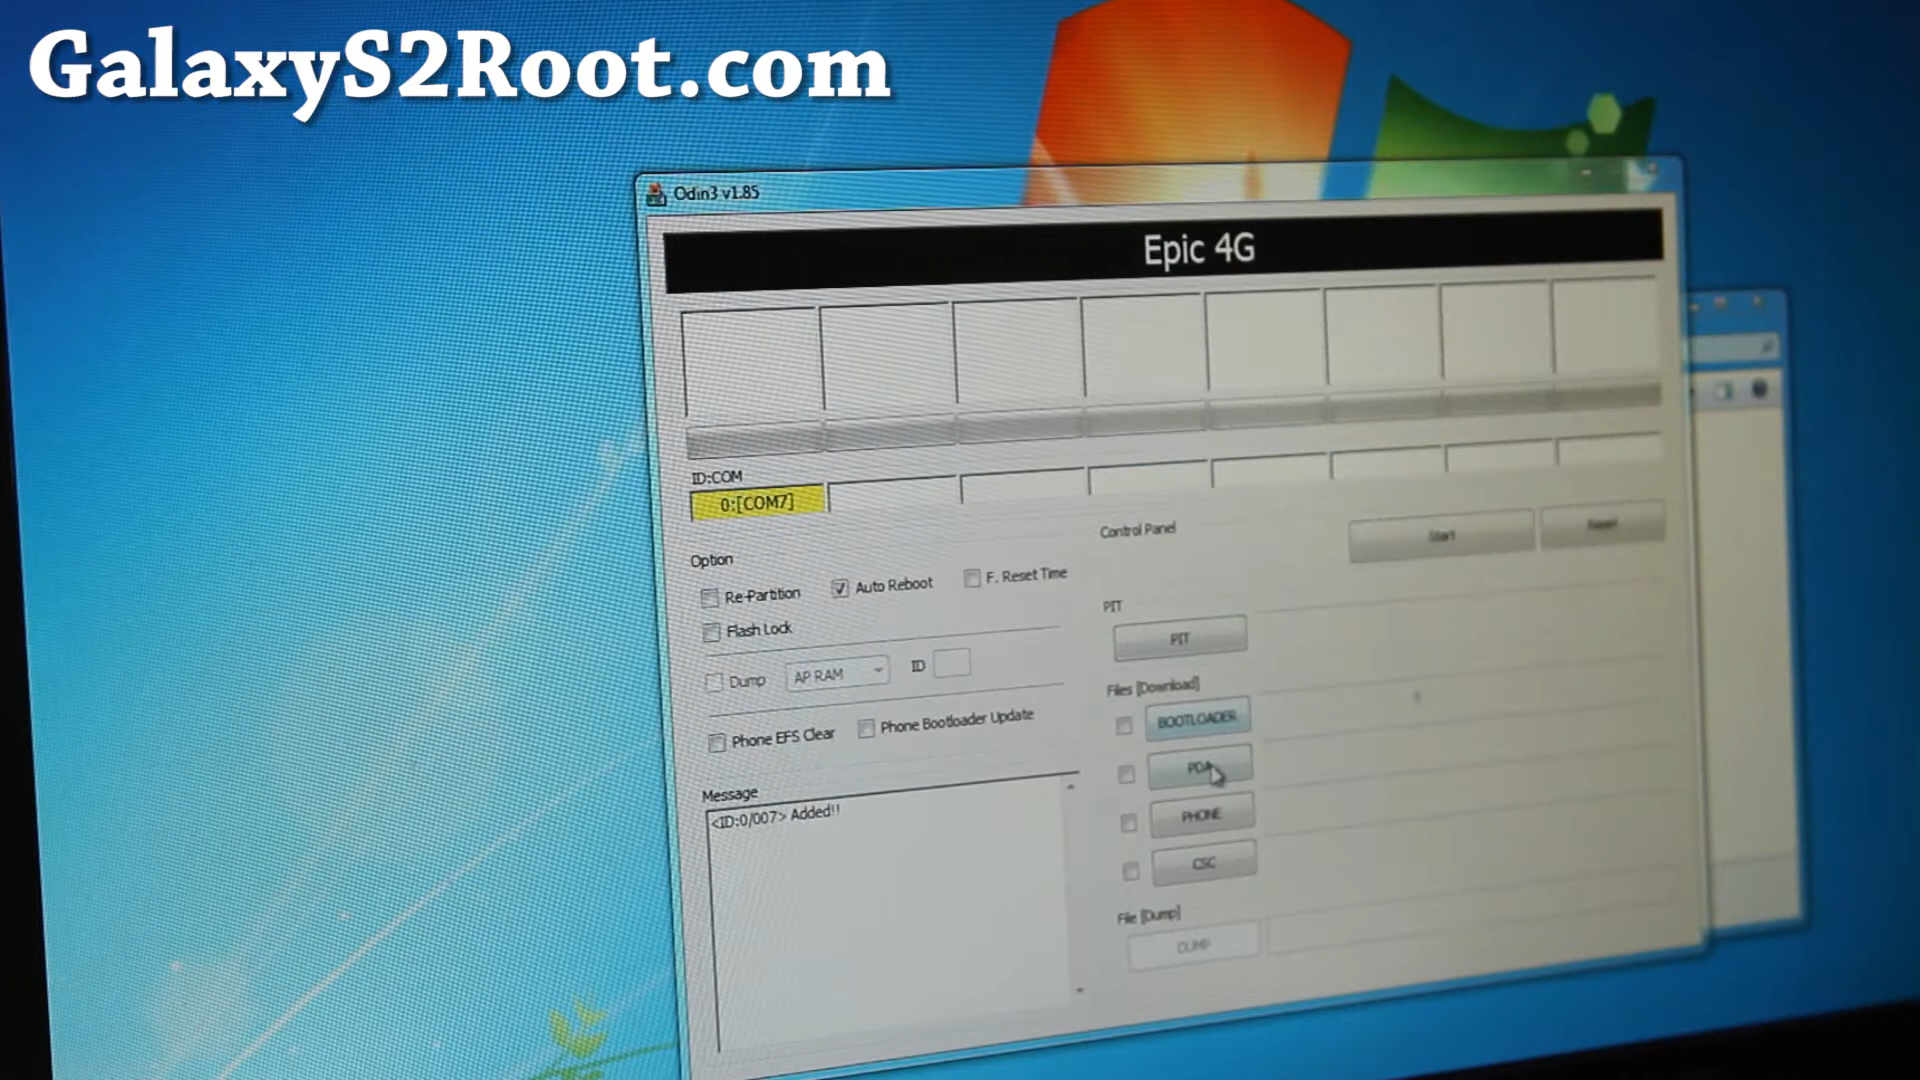 GalaxyS2Root.com
Odin3 v1.85
Epic 4G
ID:COM
0:[COM7]
Control Panel
Start
Reset
Option
Re-Partition
Auto Reboot
F. Reset Time
Flash Lock
Dump
AP RAM
ID
Phone EFS Clear
Phone Bootloader Update
PIT
PIT
Files [Download]
BOOTLOADER
PDA
PHONE
CSC
Message
<ID:0/007> Added!!
File [Dump]
DUMP